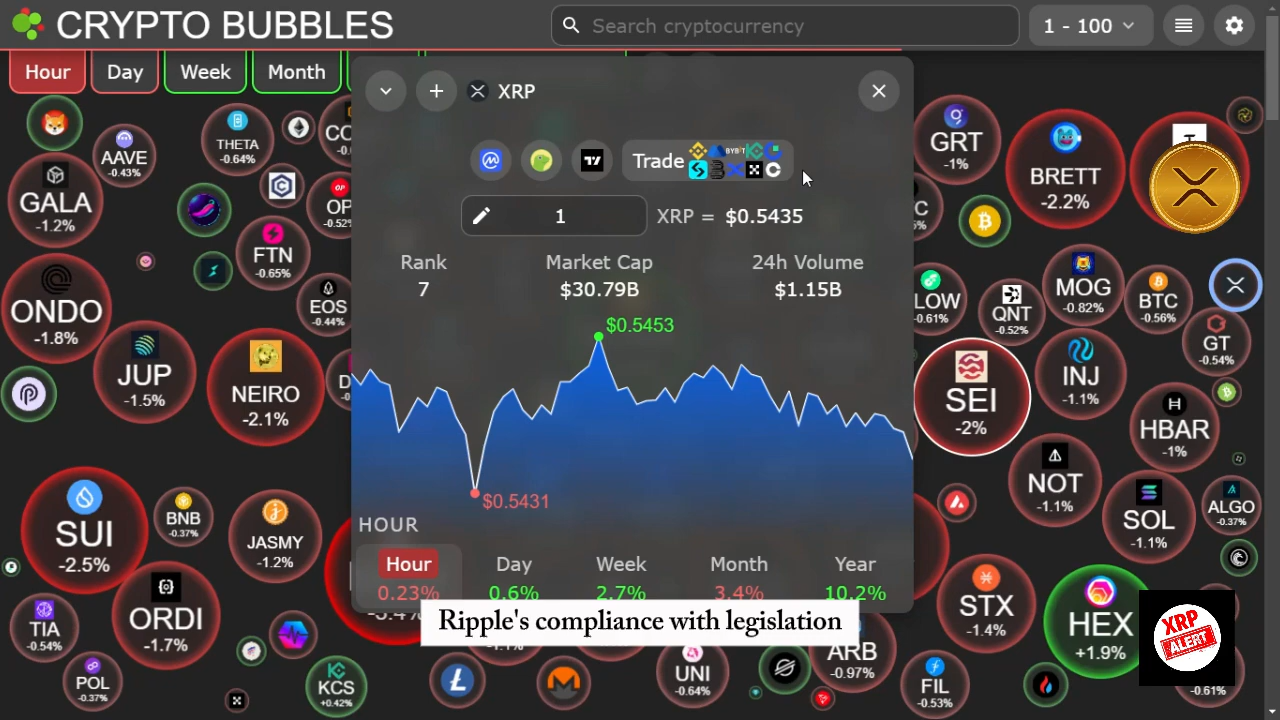 CRYPTO BUBBLES
Search cryptocurrency
1 - 100
Hour
Day
Week
Month
XRP
Trade
BYBIT
1
XRP = $0.5435
Rank
Market Cap
24h Volume
7
$30.79B
$1.15B
$0.5453
$0.5431
HOUR
Hour
Day
Week
Month
Year
0.23%
0.6%
2.7%
3.4%
10.2%
Ripple's compliance with legislation
AAVE
-0.43%
THETA
-0.64%
GALA
-1.2%
OP
-0.52%
FTN
-0.65%
ONDO
-1.8%
EOS
-0.44%
JUP
-1.5%
NEIRO
-2.1%
SUI
-2.5%
BNB
-0.37%
JASMY
-1.2%
ORDI
-1.7%
TIA
-0.54%
POL
-0.37%
KCS
+0.42%
GRT
-1%
BRETT
-2.2%
LOW
-0.61%
QNT
-0.52%
MOG
-0.82%
BTC
-0.56%
GT
-0.54%
SEI
-2%
INJ
-1.1%
HBAR
-1%
NOT
-1.1%
SOL
-1.1%
ALGO
-0.37%
STX
-1.4%
HEX
+1.9%
XRP
ALERT
UNI
-0.64%
ARB
-0.97%
FIL
-0.53%
-0.61%